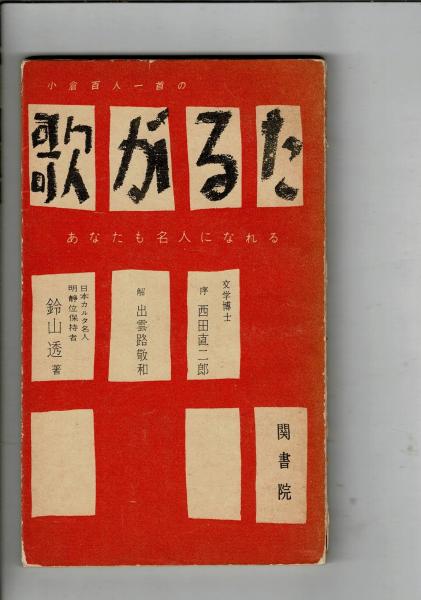 小倉百人一首の
歌がるた
あなたも名人になれる
文学博士
序 西田直二郎
解 出雲路敬和
日本カルタ名人
明静位保持者
鈴山透 著
関書院